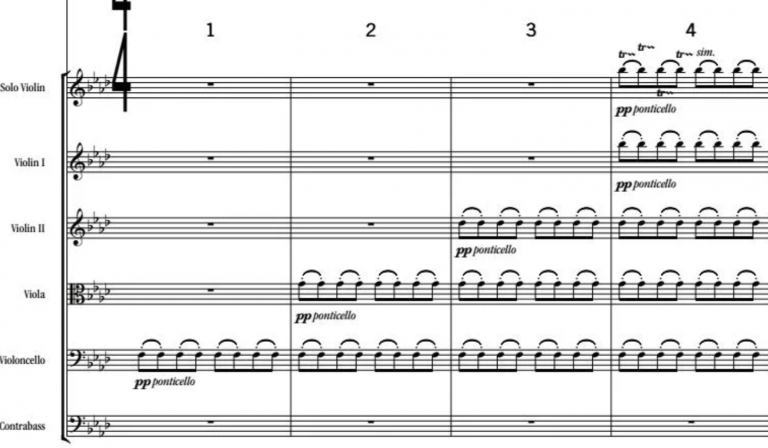 4
1 2 3 4
tr tr tr sim.
Solo Violin
tr
pp ponticello
Violin I
pp ponticello
Violin II
pp ponticello
Viola
pp ponticello
Violoncello
pp ponticello
Contrabass